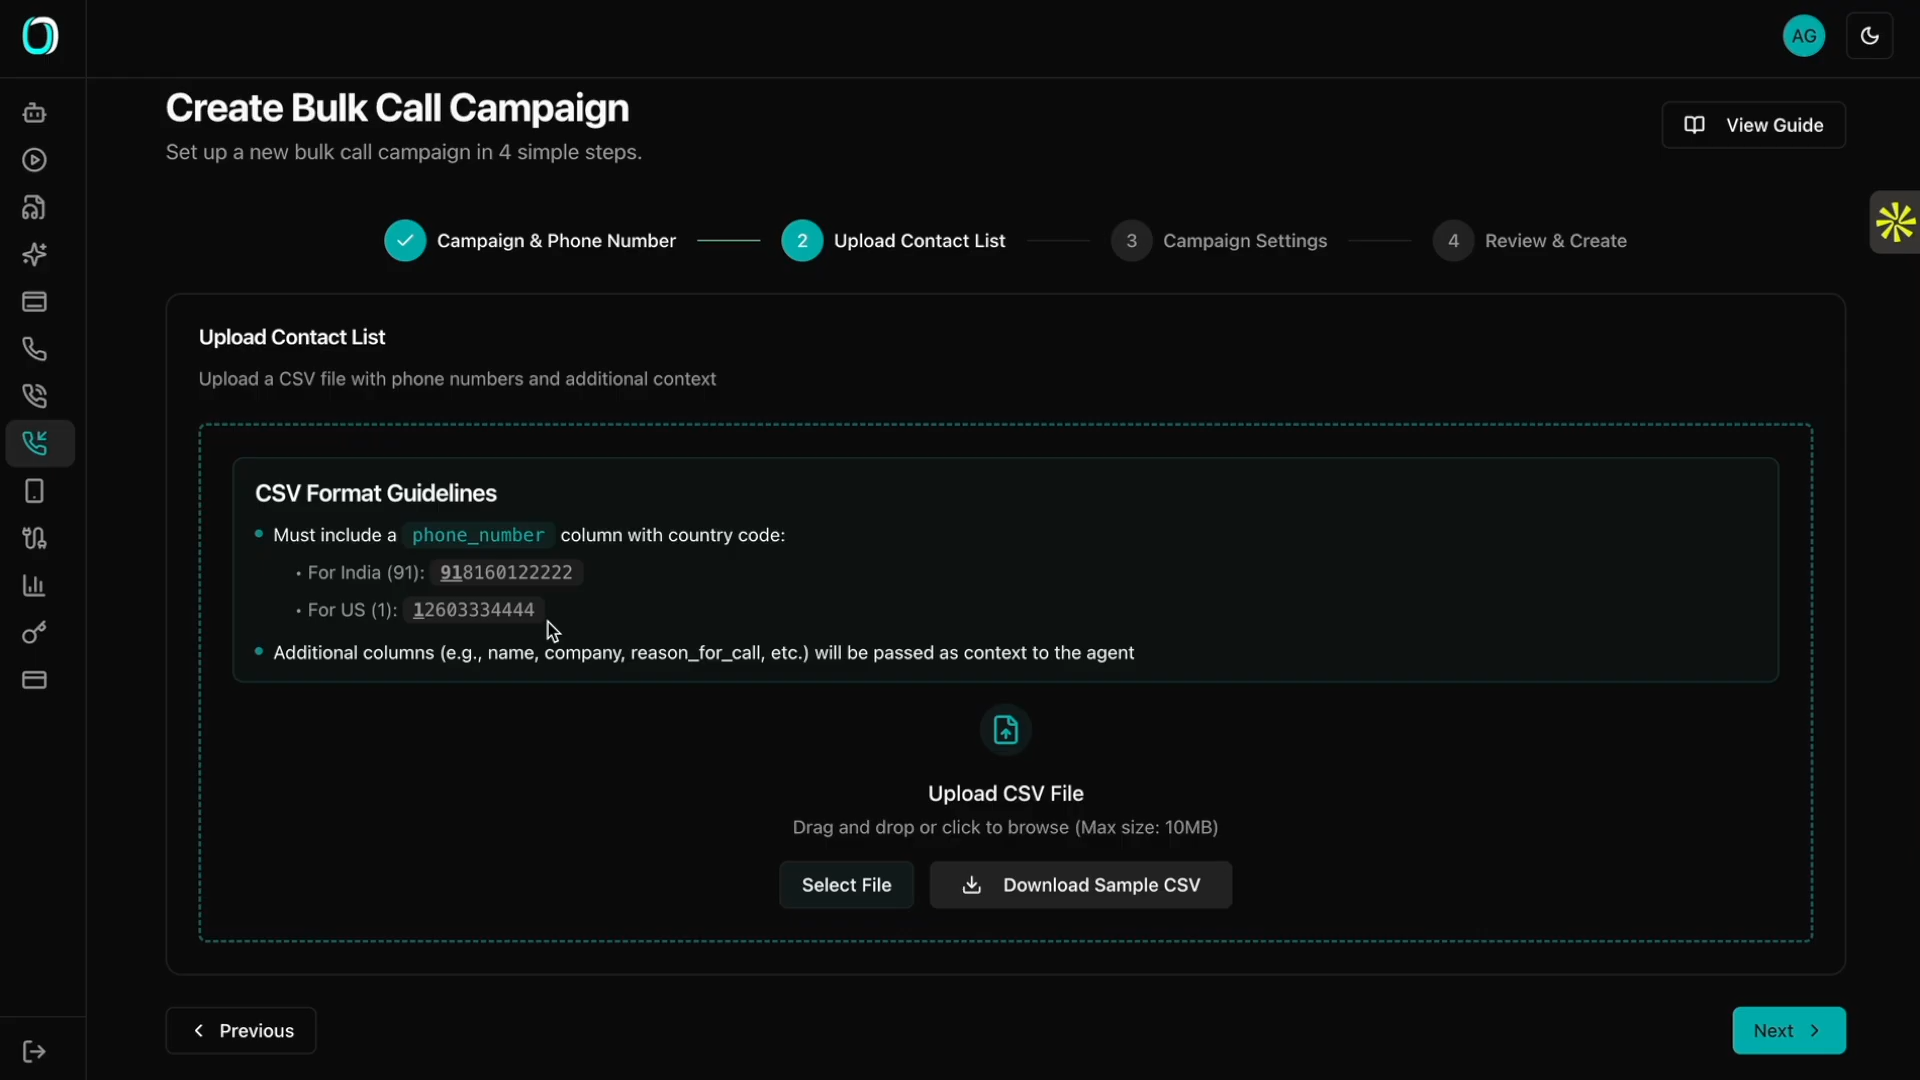 AG
Create Bulk Call Campaign
View Guide
Set up a new bulk call campaign in 4 simple steps.
Campaign & Phone Number
2 Upload Contact List
3 Campaign Settings
4 Review & Create
Upload Contact List
Upload a CSV file with phone numbers and additional context
CSV Format Guidelines
• Must include a phone_number column with country code:
• For India (91): 918160122222
• For US (1): 12603334444
• Additional columns (e.g., name, company, reason_for_call, etc.) will be passed as context to the agent
Upload CSV File
Drag and drop or click to browse (Max size: 10MB)
Select File
Download Sample CSV
Previous
Next